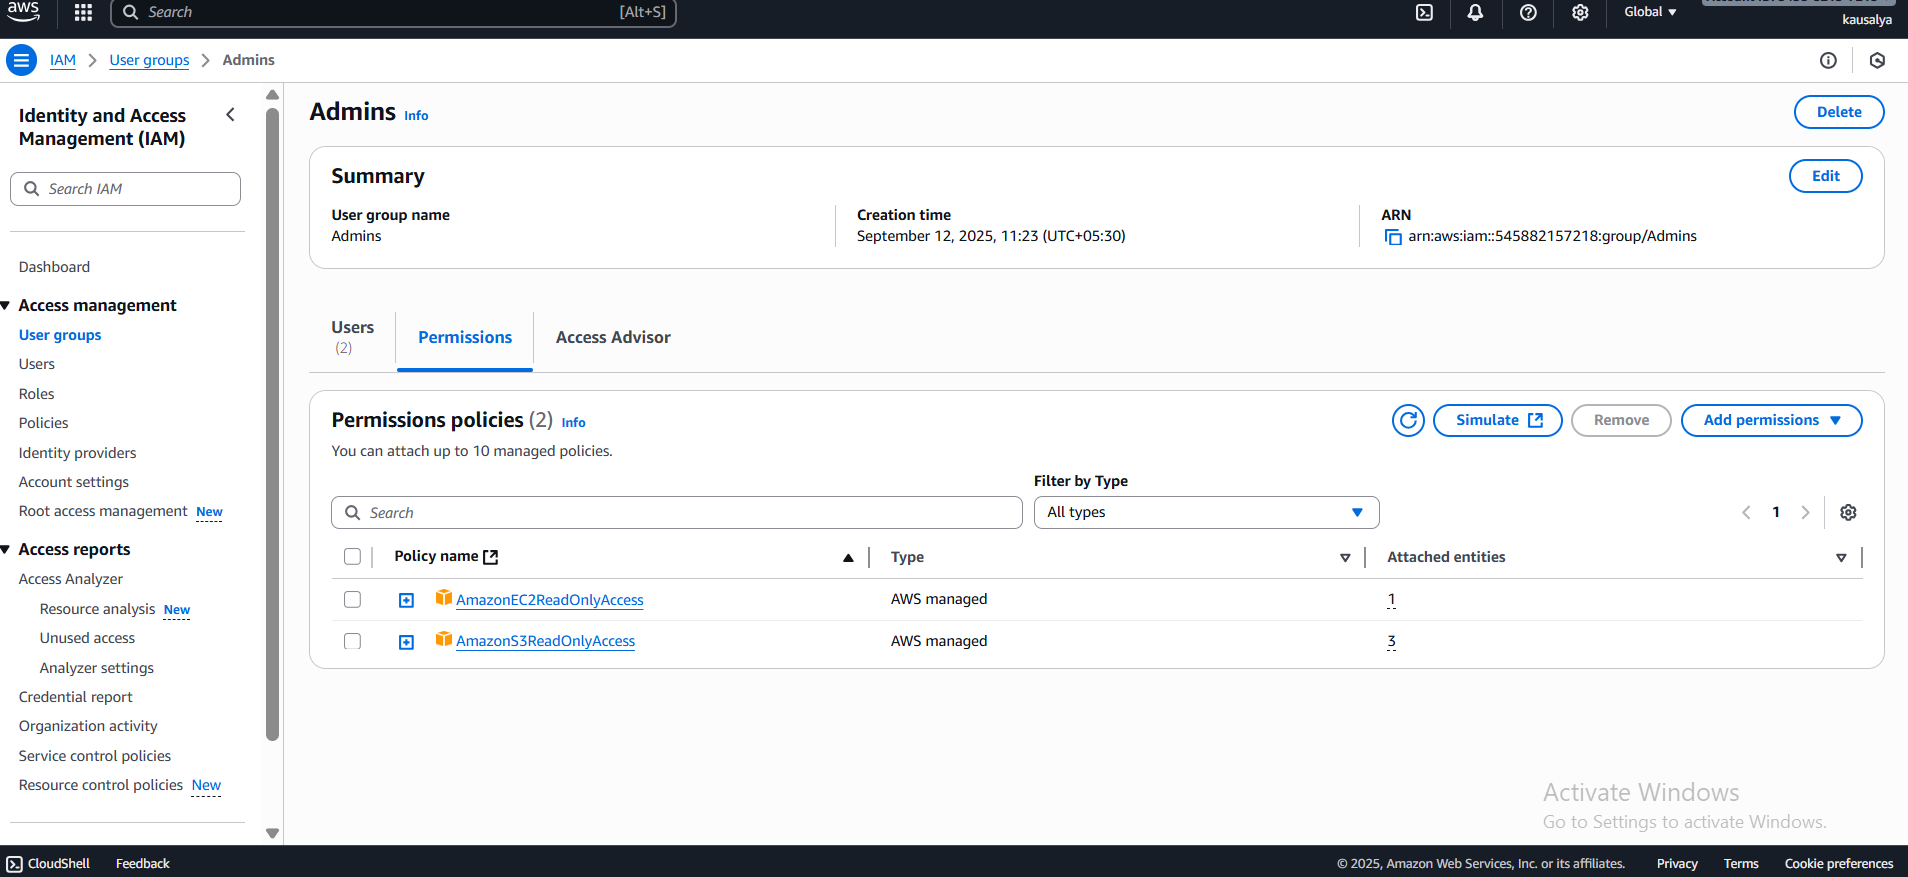 aws
Search
[Alt+S]
Global
kausalya
IAM
User groups
Admins
Identity and Access
Management (IAM)
Search IAM
Dashboard
Access management
User groups
Users
Roles
Policies
Identity providers
Account settings
Root access management New
Access reports
Access Analyzer
Resource analysis New
Unused access
Analyzer settings
Credential report
Organization activity
Service control policies
Resource control policies New
Admins Info
Delete
Summary
Edit
User group name
Admins
Creation time
September 12, 2025, 11:23 (UTC+05:30)
ARN
arn:aws:iam::545882157218:group/Admins
Users
(2)
Permissions
Access Advisor
Permissions policies (2) Info
You can attach up to 10 managed policies.
Simulate
Remove
Add permissions
Filter by Type
Search
All types
1
Policy name
Type
Attached entities
AmazonEC2ReadOnlyAccess
AWS managed
1
AmazonS3ReadOnlyAccess
AWS managed
3
Activate Windows
Go to Settings to activate Windows.
CloudShell
Feedback
© 2025, Amazon Web Services, Inc. or its affiliates.
Privacy
Terms
Cookie preferences